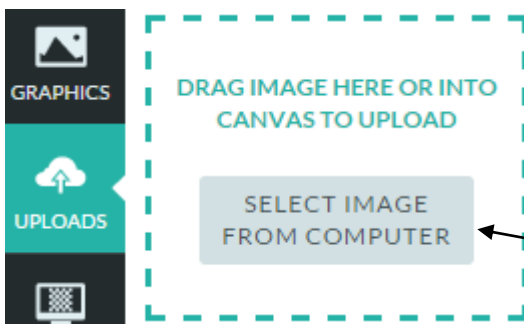 GRAPHICS
UPLOADS
DRAG IMAGE HERE OR INTO
CANVAS TO UPLOAD
SELECT IMAGE
FROM COMPUTER